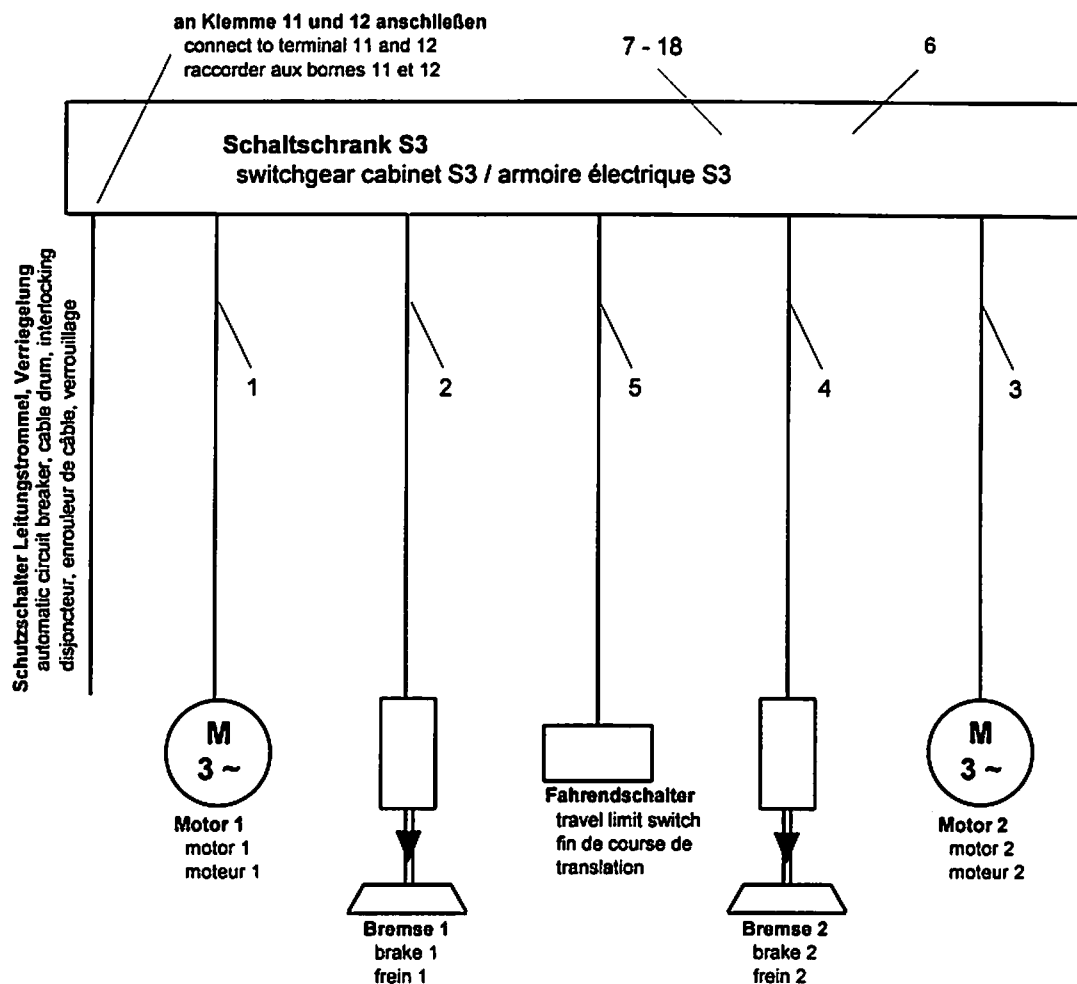 an Klemme 11 und 12 anschließen
connect to terminal 11 and 12
raccorder aux bornes 11 et 12
7 - 18
6
Schaltschrank S3
switchgear cabinet S3 / armoire électrique S3
Schutzschalter Leitungstrommel, Verriegelung
automatic circuit breaker, cable drum, interlocking
disjoncteur, enrouleur de câble, verrouillage
1
2
5
4
3
M
3 ~
Motor 1
motor 1
moteur 1
Bremse 1
brake 1
frein 1
Fahrendschalter
travel limit switch
fin de course de
translation
Bremse 2
brake 2
frein 2
M
3 ~
Motor 2
motor 2
moteur 2